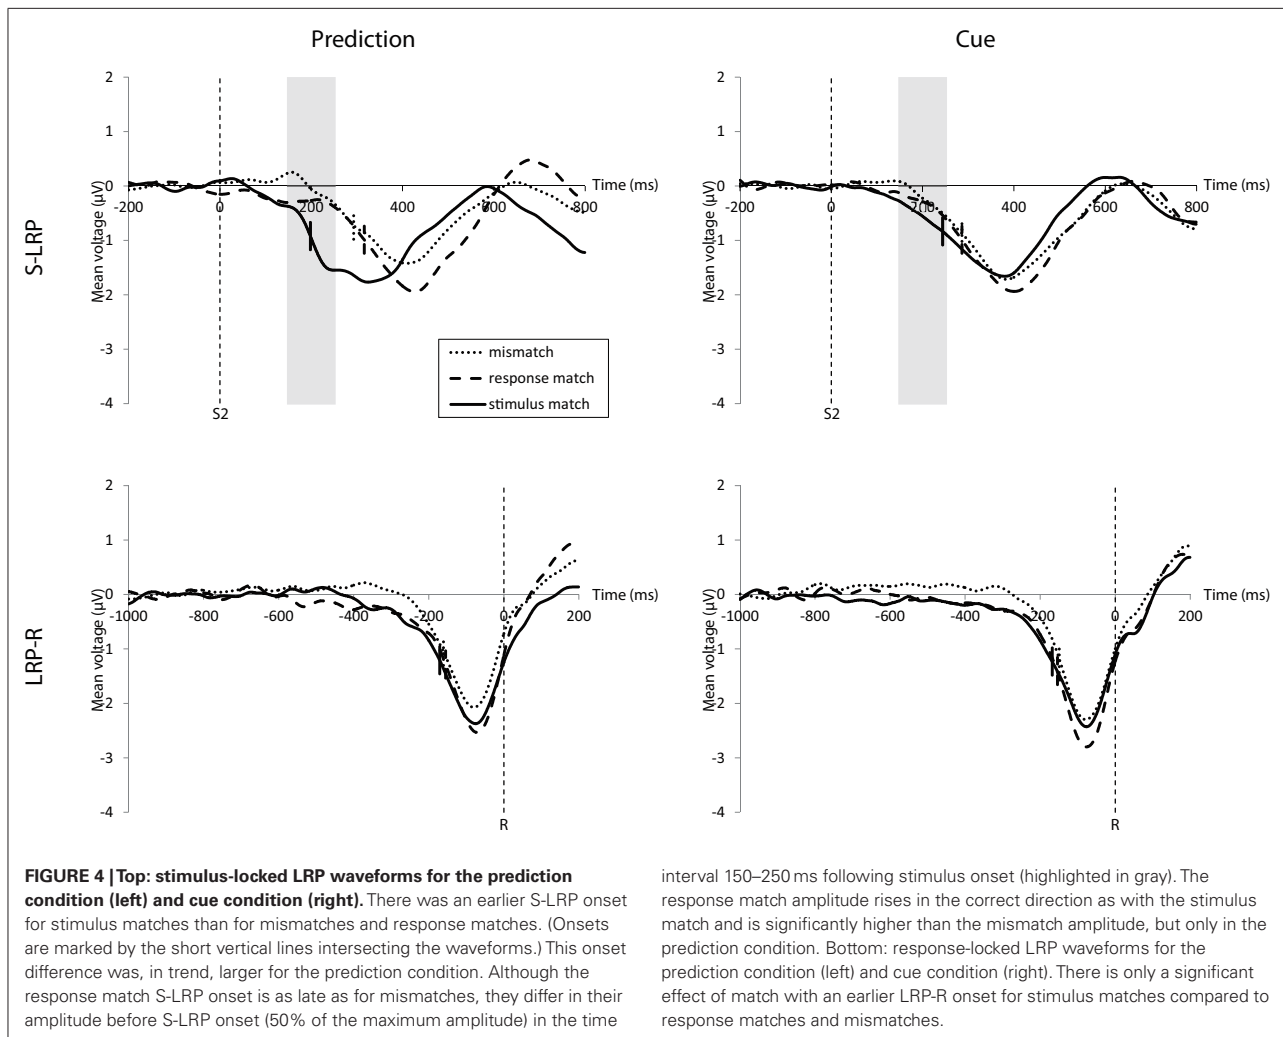 Prediction
Cue
S-LRP
Mean voltage (µV)
2
1
0
-1
-2
-3
-4
-200
0
200
400
600
800
Time (ms)
S2
mismatch
response match
stimulus match
Mean voltage (µV)
2
1
0
-1
-2
-3
-4
-200
0
200
400
600
800
Time (ms)
S2
LRP-R
Mean voltage (µV)
2
1
0
-1
-2
-3
-4
-1000
-800
-600
-400
-200
0
200
Time (ms)
R
Mean voltage (µV)
2
1
0
-1
-2
-3
-4
-1000
-800
-600
-400
-200
0
200
Time (ms)
R
FIGURE 4 | Top: stimulus-locked LRP waveforms for the prediction
condition (left) and cue condition (right). There was an earlier S-LRP onset
for stimulus matches than for mismatches and response matches. (Onsets
are marked by the short vertical lines intersecting the waveforms.) This onset
difference was, in trend, larger for the prediction condition. Although the
response match S-LRP onset is as late as for mismatches, they differ in their
amplitude before S-LRP onset (50% of the maximum amplitude) in the time
interval 150–250 ms following stimulus onset (highlighted in gray). The
response match amplitude rises in the correct direction as with the stimulus
match and is significantly higher than the mismatch amplitude, but only in the
prediction condition. Bottom: response-locked LRP waveforms for the
prediction condition (left) and cue condition (right). There is only a significant
effect of match with an earlier LRP-R onset for stimulus matches compared to
response matches and mismatches.